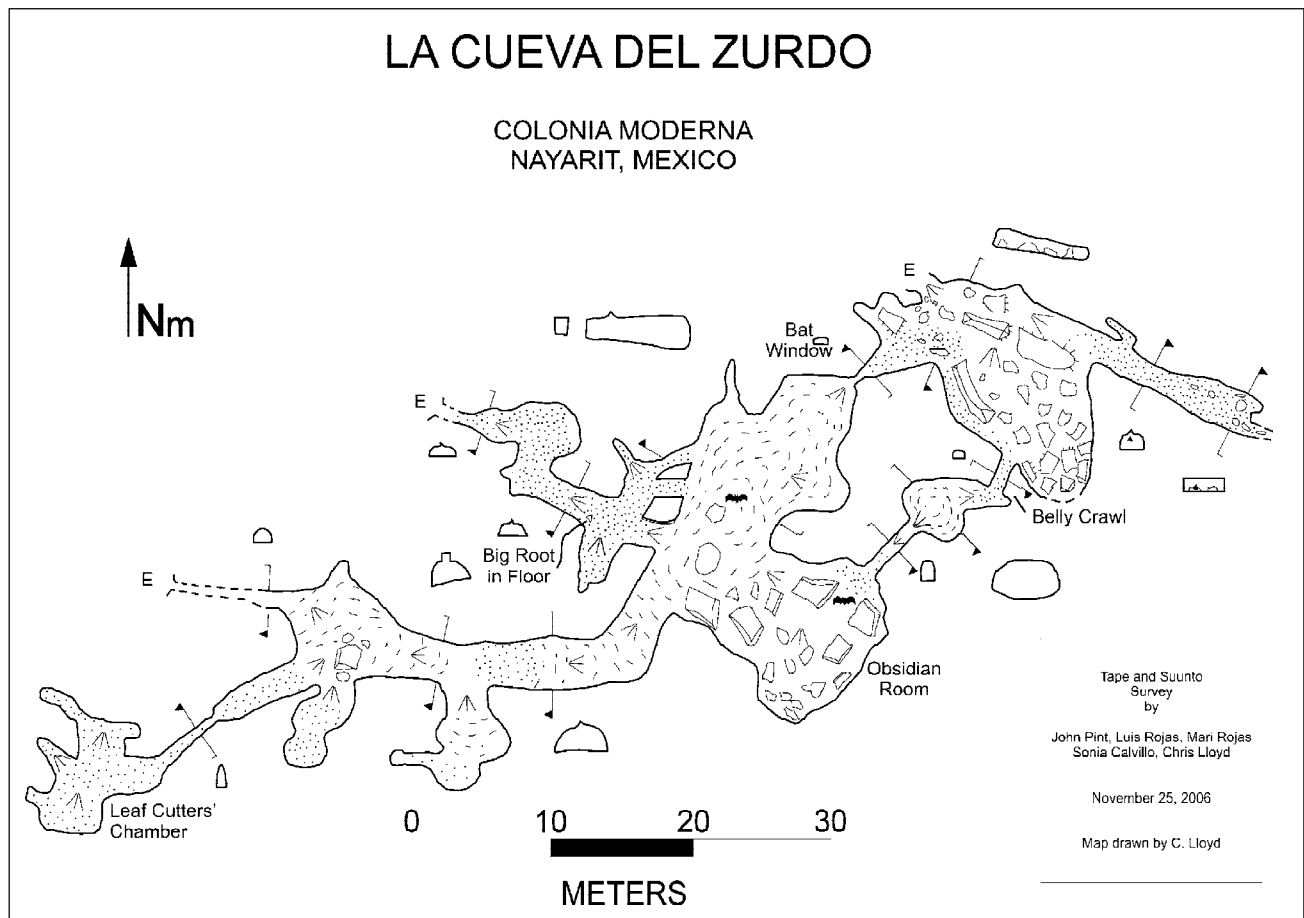 LA CUEVA DEL ZURDO
COLONIA MODERNA
NAYARIT, MEXICO
Nm
E
Bat
Window
E
Belly Crawl
Big Root
in Floor
E
Obsidian
Room
Leaf Cutters'
Chamber
0 10 20 30
METERS
Tape and Suunto
Survey
by
John Pint, Luis Rojas, Mari Rojas
Sonia Calvillo, Chris Lloyd
November 25, 2006
Map drawn by C. Lloyd